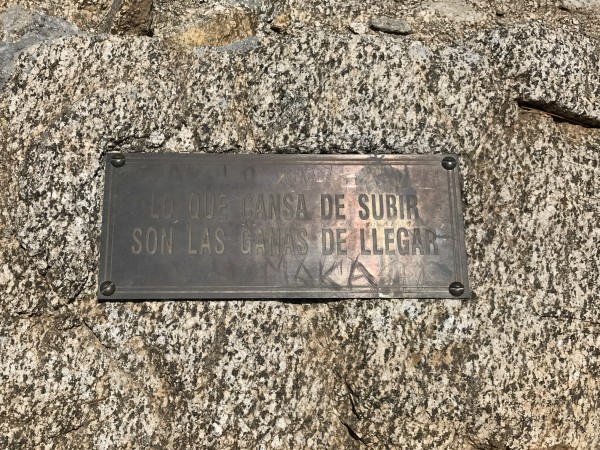 LO QUE CANSA DE SUBIR
SON LAS GANAS DE LLEGAR
MAKA